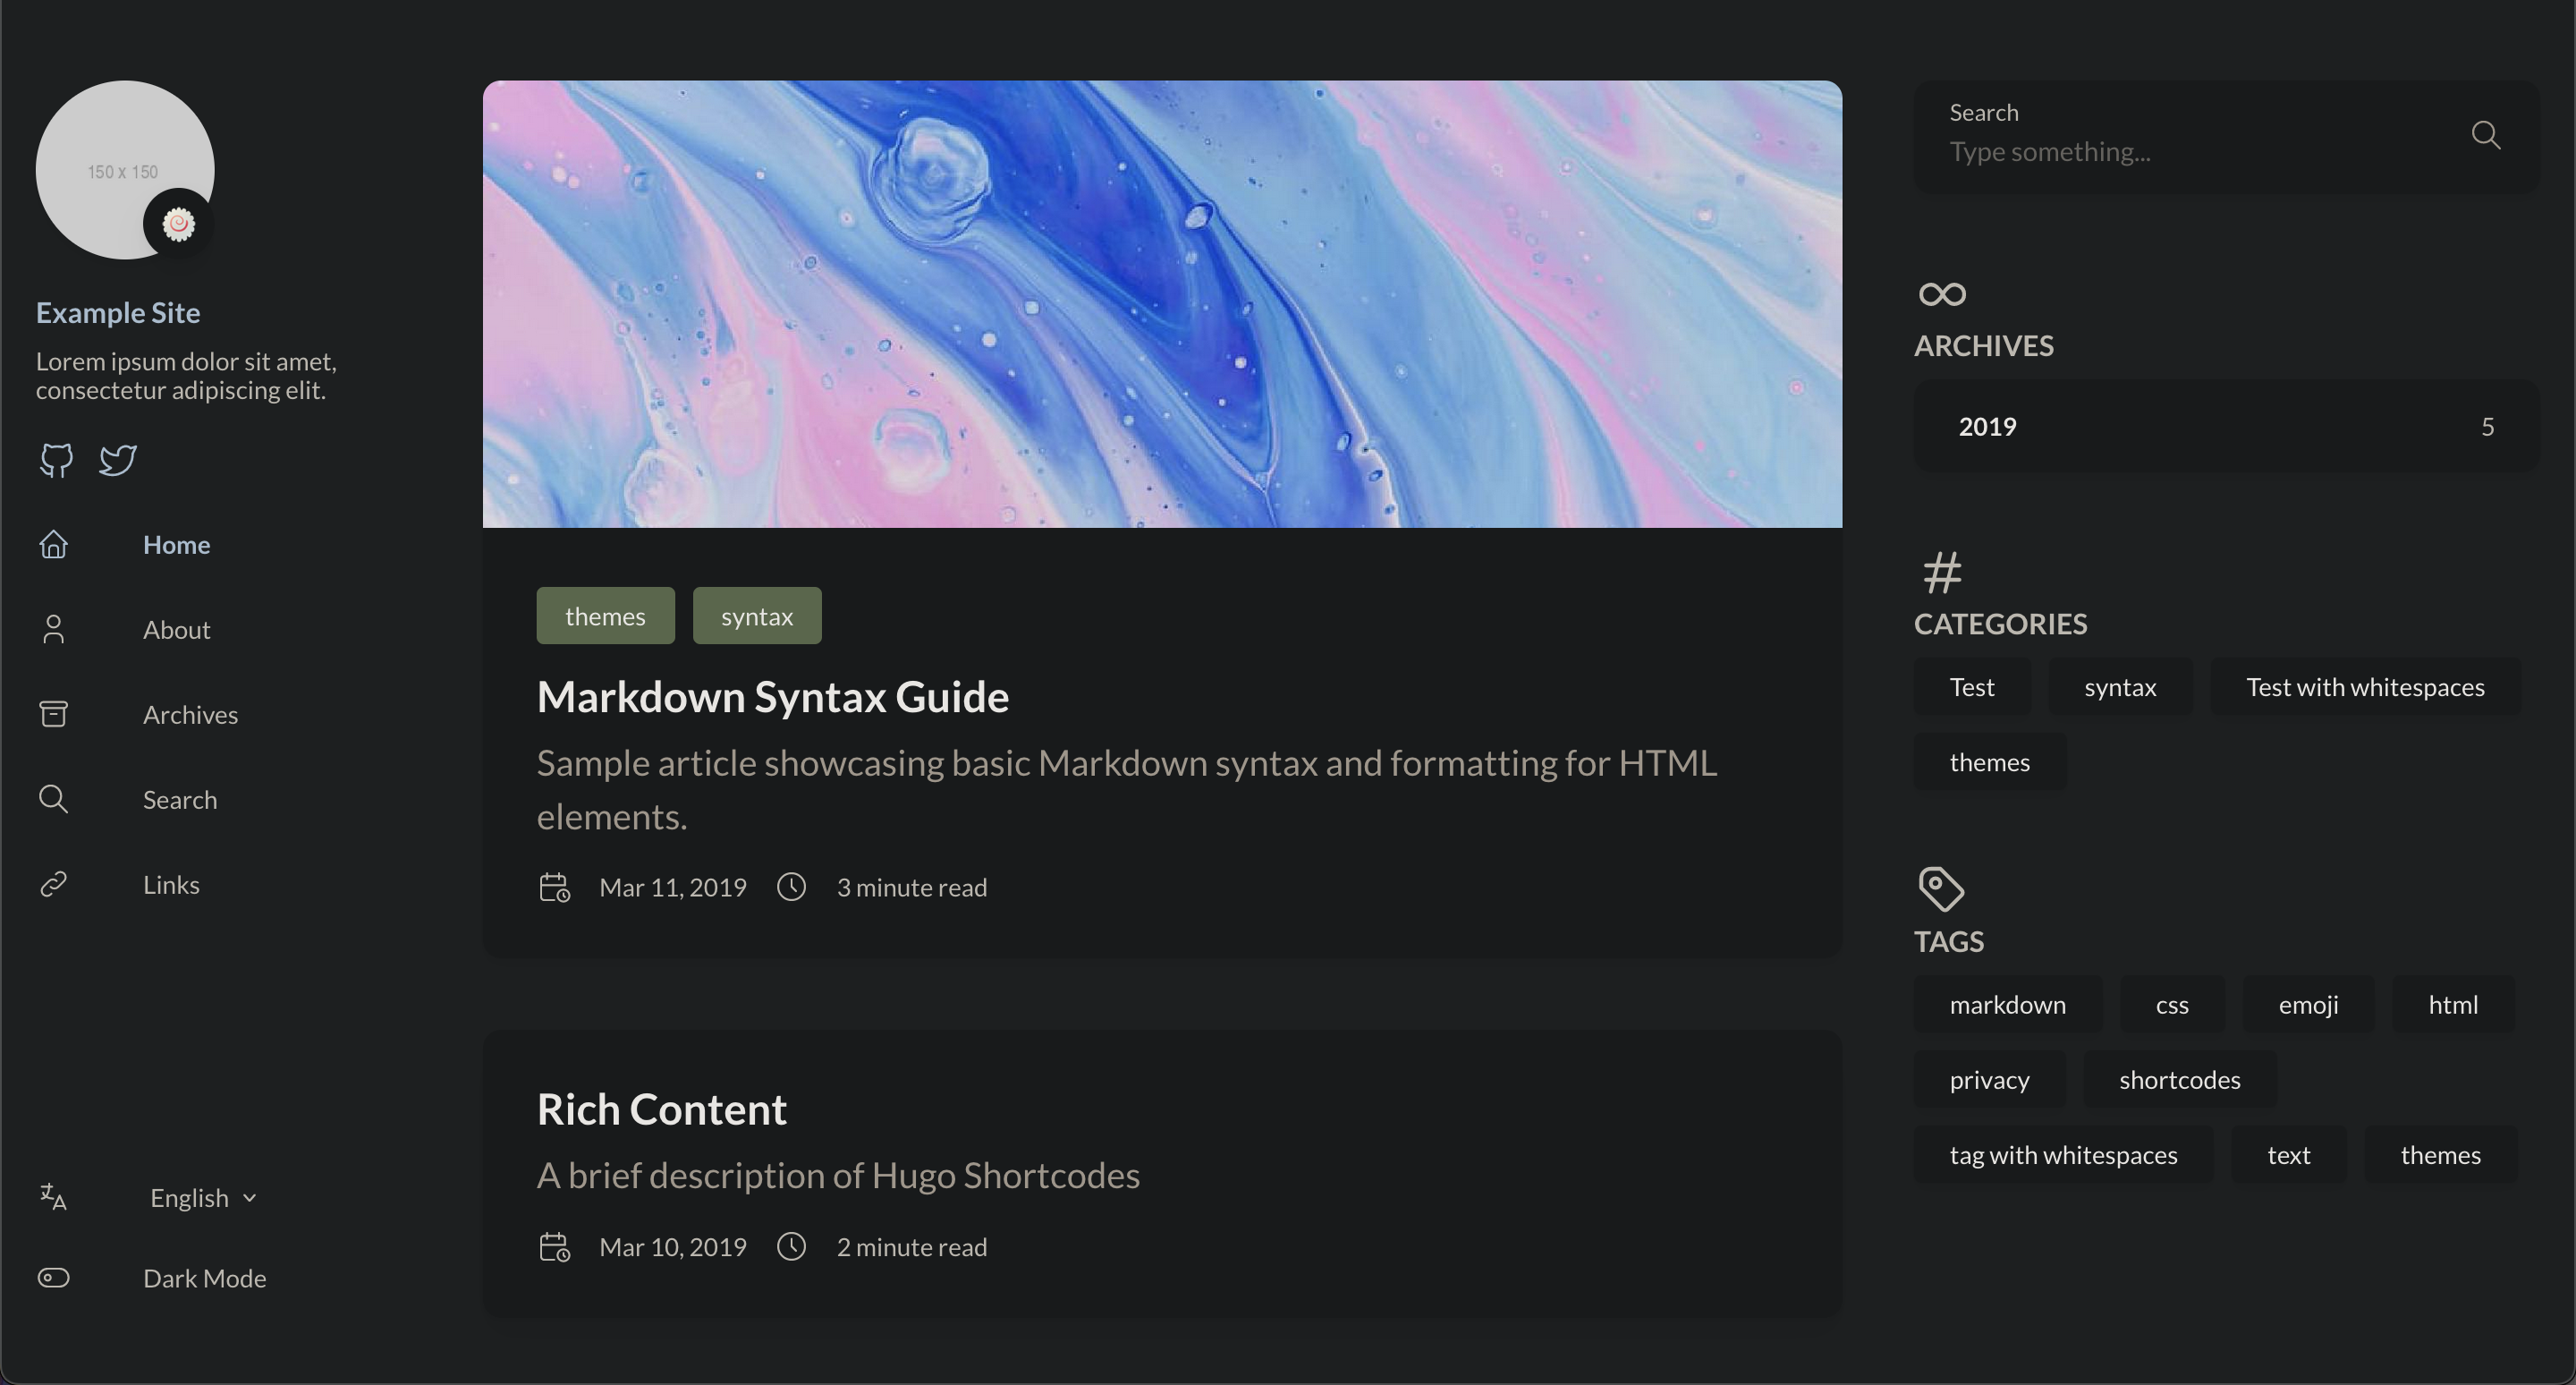 150 x 150
Example Site
Lorem ipsum dolor sit amet,
consectetur adipiscing elit.
Home
About
Archives
Search
Links
English
Dark Mode
themes syntax
Markdown Syntax Guide
Sample article showcasing basic Markdown syntax and formatting for HTML
elements.
Mar 11, 2019 3 minute read
Rich Content
A brief description of Hugo Shortcodes
Mar 10, 2019 2 minute read
Search
Type something...
ARCHIVES
2019 5
CATEGORIES
Test syntax Test with whitespaces
themes
TAGS
markdown css emoji html
privacy shortcodes
tag with whitespaces text themes